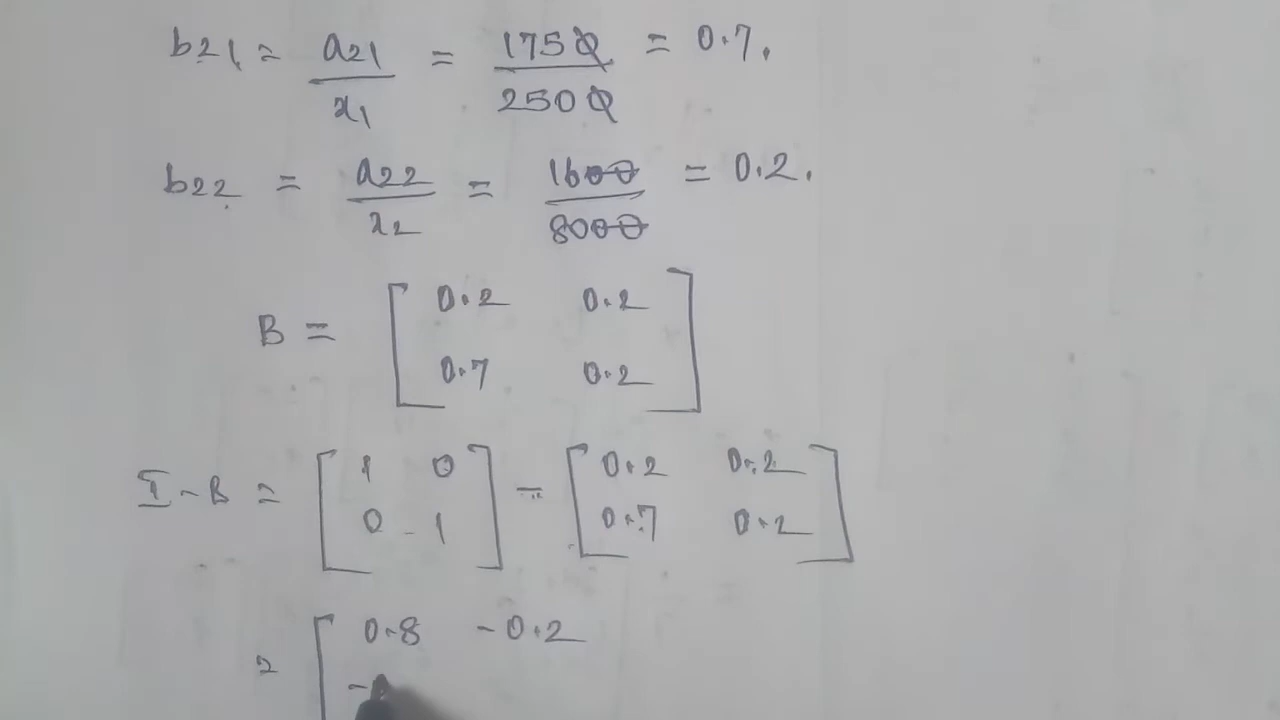 b21 = a21/x1 = 1750/2500 = 0.7.
b22 = a22/x2 = 1600/8000 = 0.2.
B = [ 0.2 0.2
0.7 0.2 ]
I - B = [ 1 0
0 1 ] - [ 0.2 0.2
0.7 0.2 ]
= [ 0.8 -0.2
-